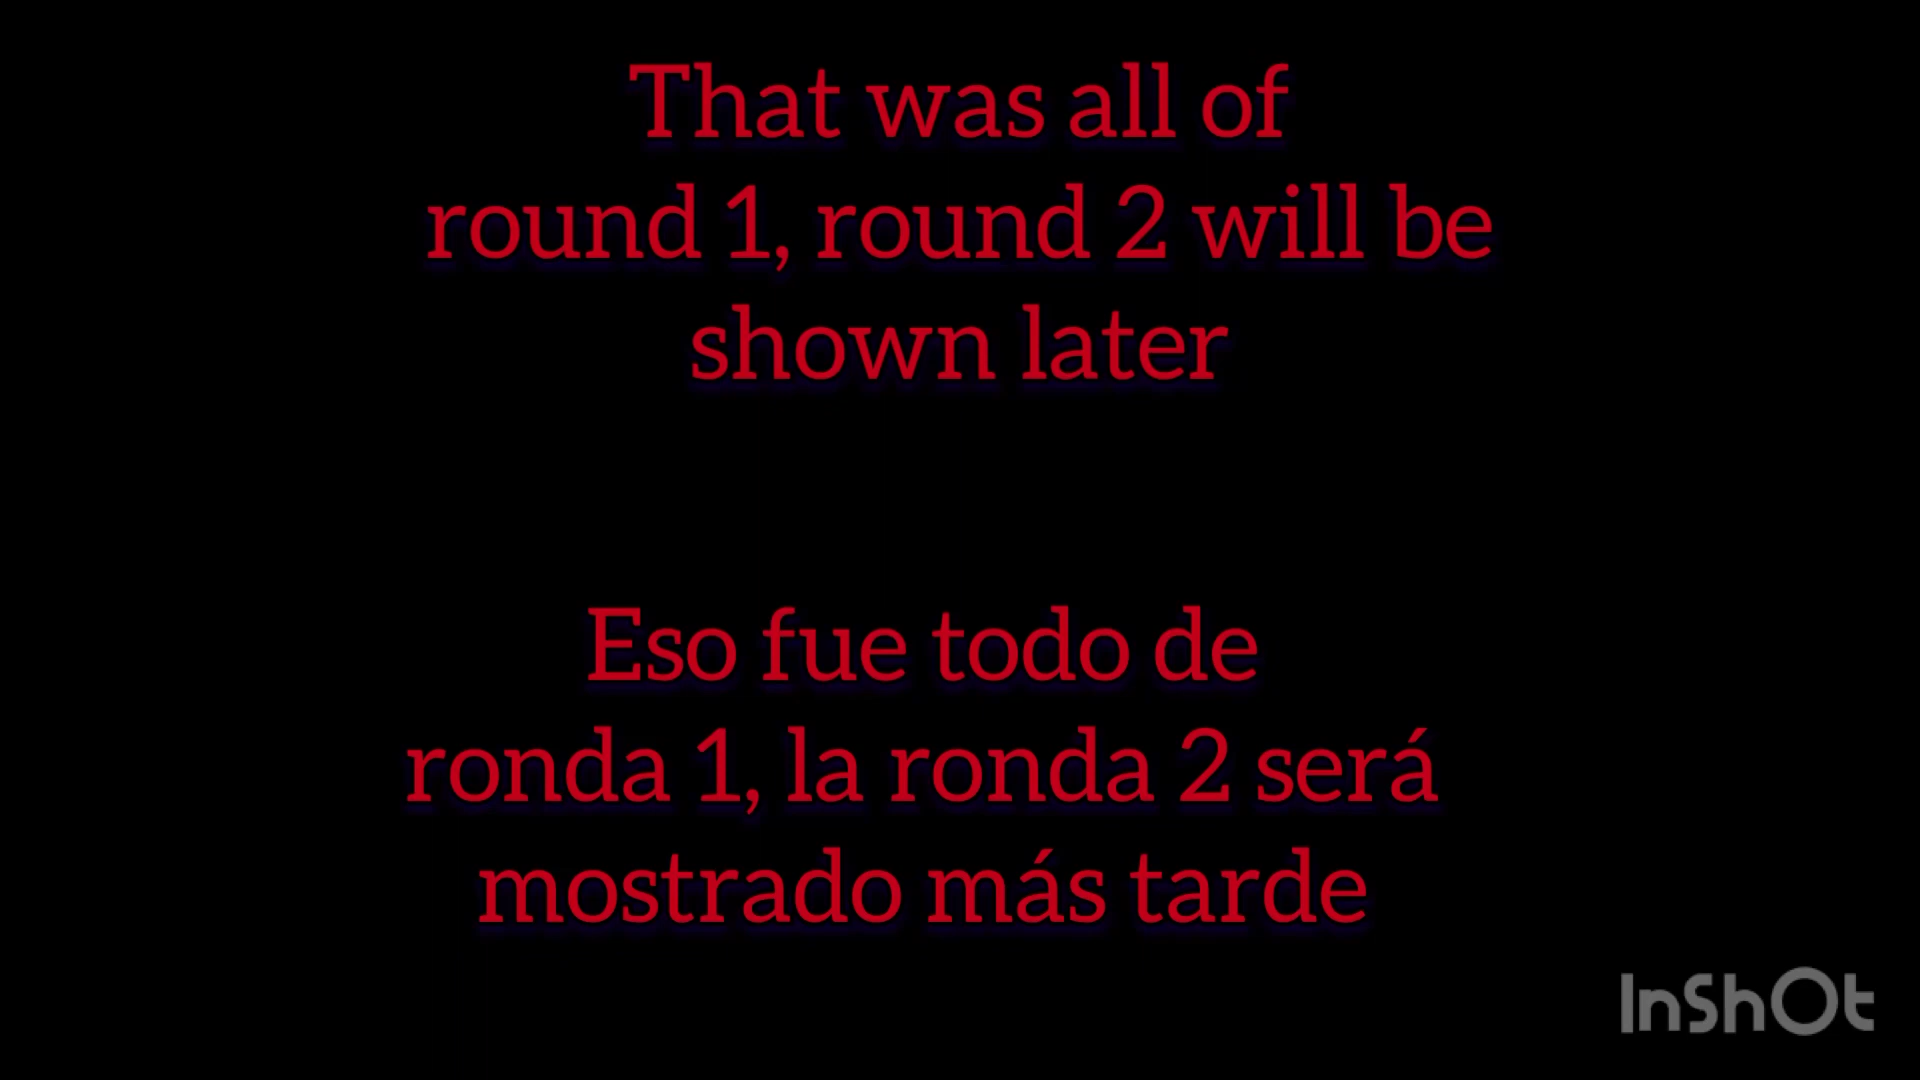 That was all of
round 1, round 2 will be
shown later
Eso fue todo de
ronda 1, la ronda 2 será
mostrado más tarde
InShOt